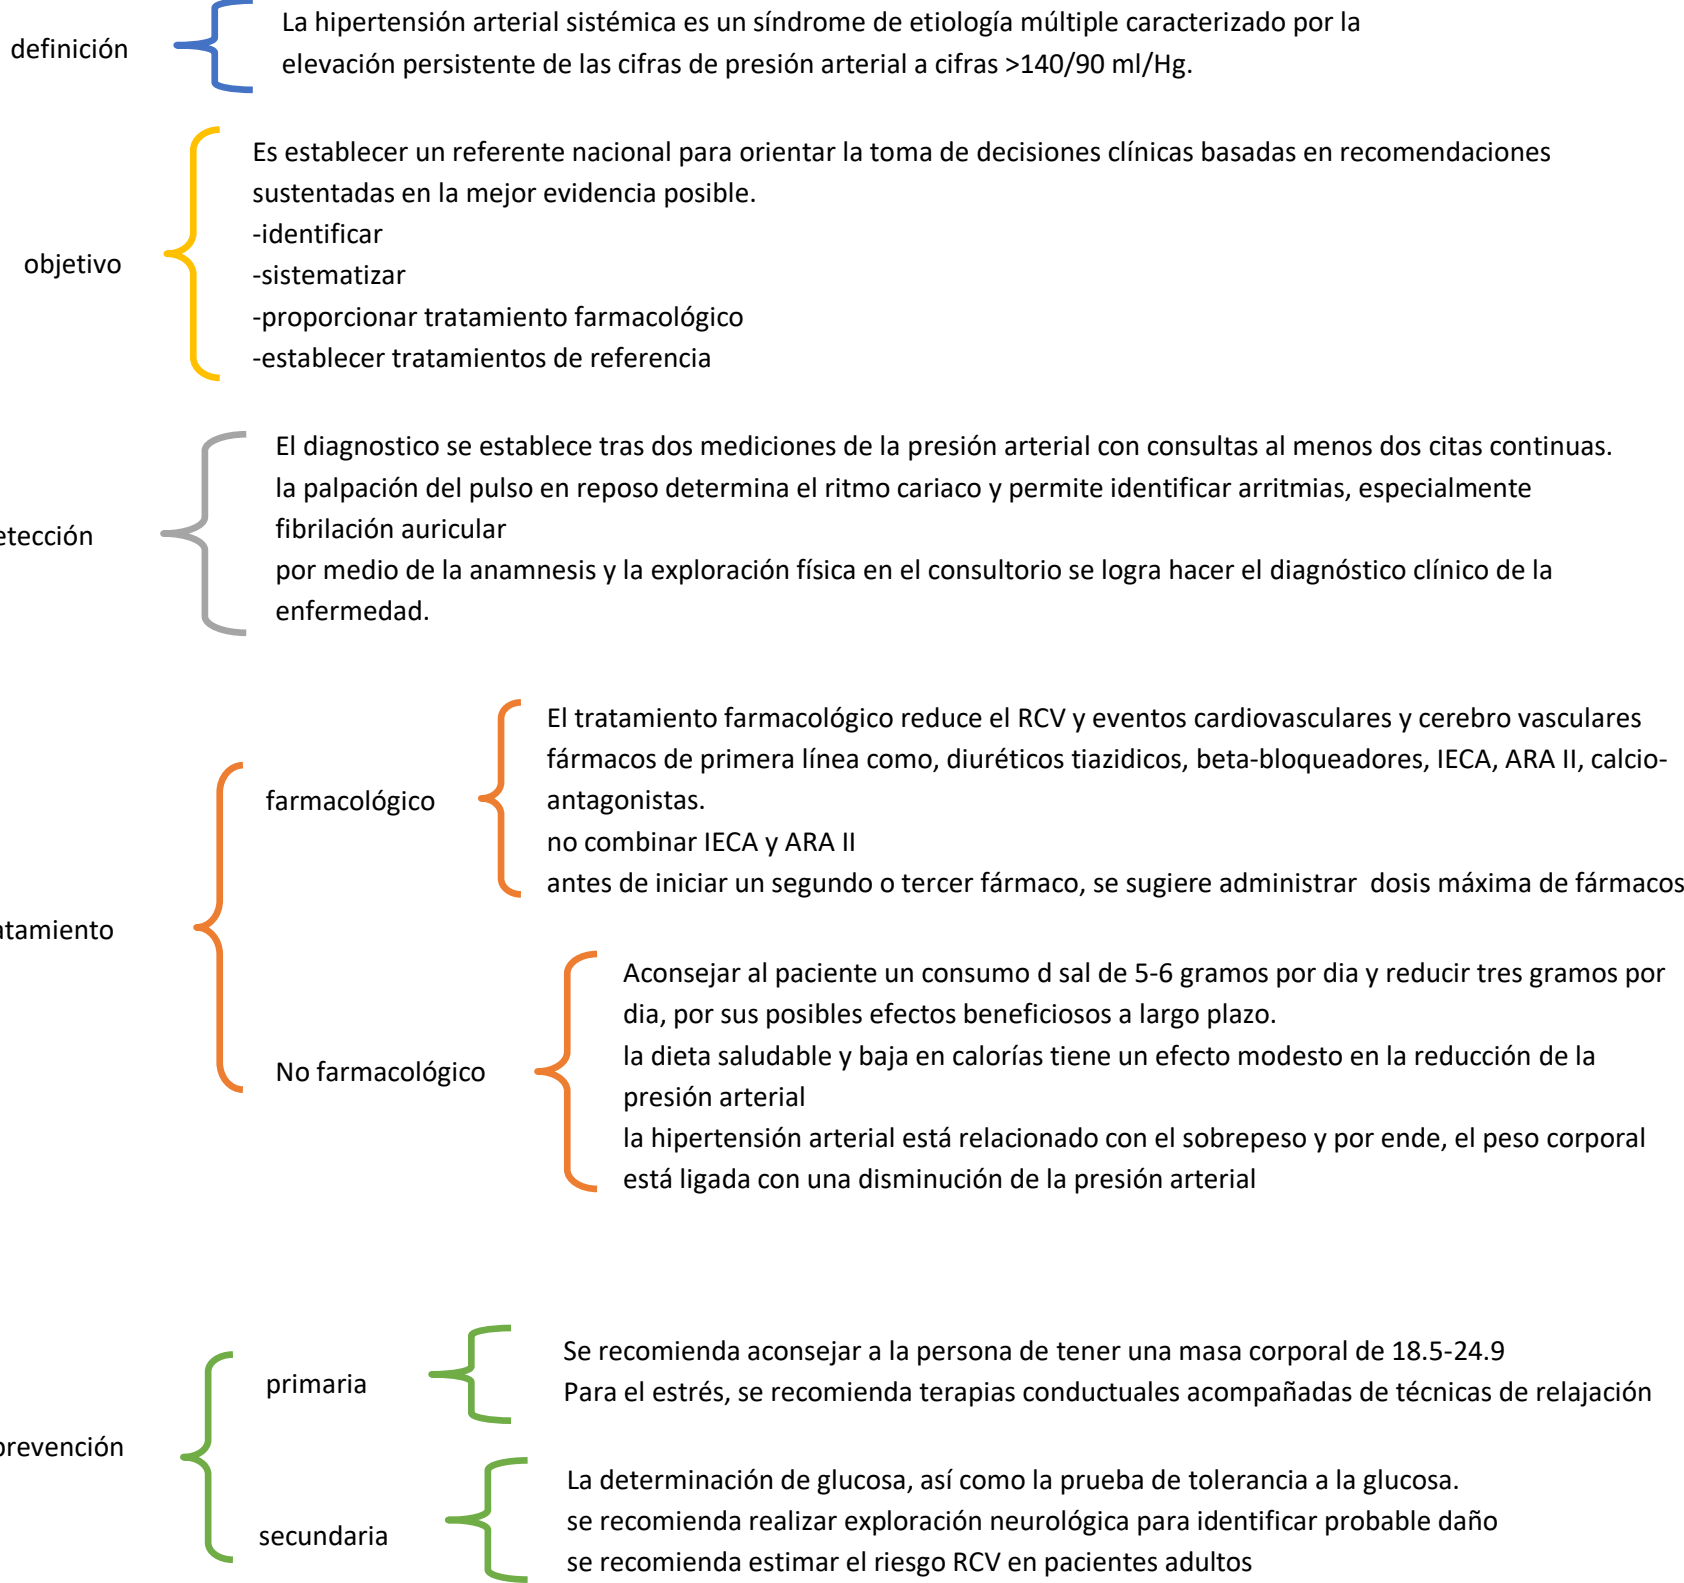 La hipertensión arterial sistémica es un síndrome de etiología múltiple caracterizado por la
definición
elevación persistente de las cifras de presión arterial a cifras >140/90 ml/Hg.
Es establecer un referente nacional para orientar la toma de decisiones clínicas basadas en recomendaciones
sustentadas en la mejor evidencia posible.
-identificar
objetivo
-sistematizar
-proporcionar tratamiento farmacológico
-establecer tratamientos de referencia
El diagnostico se establece tras dos mediciones de la presión arterial con consultas al menos dos citas continuas.
la palpación del pulso en reposo determina el ritmo cariaco y permite identificar arritmias, especialmente
fibrilación auricular
etección
por medio de la anamnesis y la exploración física en el consultorio se logra hacer el diagnóstico clínico de la
enfermedad.
atamiento
farmacológico
El tratamiento farmacológico reduce el RCV y eventos cardiovasculares y cerebro vasculares
fármacos de primera línea como, diuréticos tiazidicos, beta-bloqueadores, IECA, ARA II, calcio-
antagonistas.
no combinar IECA y ARA II
antes de iniciar un segundo o tercer fármaco, se sugiere administrar  dosis máxima de fármacos
No farmacológico
Aconsejar al paciente un consumo d sal de 5-6 gramos por dia y reducir tres gramos por
dia, por sus posibles efectos beneficiosos a largo plazo.
la dieta saludable y baja en calorías tiene un efecto modesto en la reducción de la
presión arterial
la hipertensión arterial está relacionado con el sobrepeso y por ende, el peso corporal
está ligada con una disminución de la presión arterial
prevención
primaria
Se recomienda aconsejar a la persona de tener una masa corporal de 18.5-24.9
Para el estrés, se recomienda terapias conductuales acompañadas de técnicas de relajación
secundaria
La determinación de glucosa, así como la prueba de tolerancia a la glucosa.
se recomienda realizar exploración neurológica para identificar probable daño
se recomienda estimar el riesgo RCV en pacientes adultos